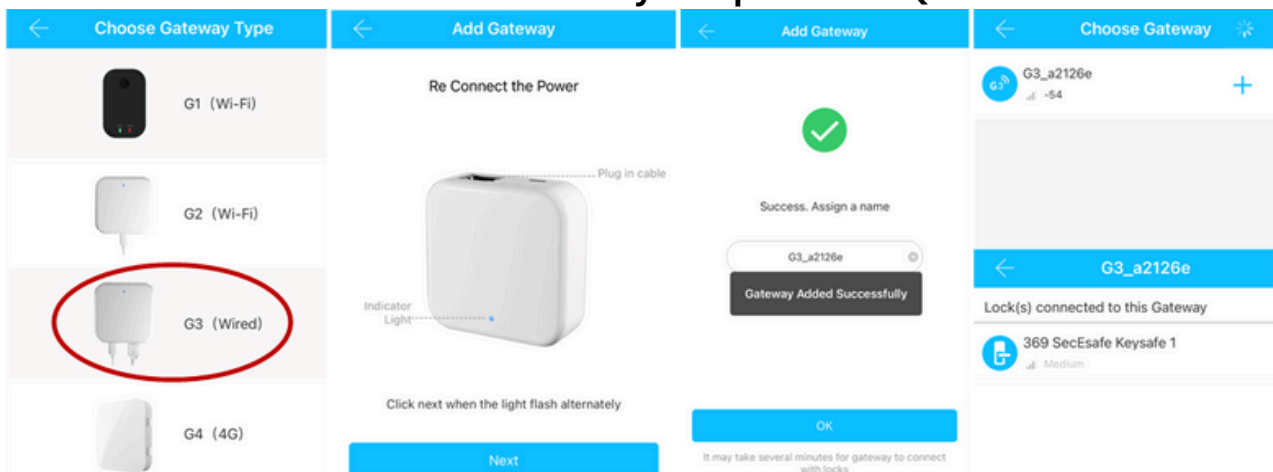 Choose Gateway Type
G1 (Wi-Fi)
G2 (Wi-Fi)
G3 (Wired)
G4 (4G)
Add Gateway
Re Connect the Power
Plug in cable
Indicator
Light
Click next when the light flash alternately
Next
Add Gateway
Success. Assign a name
G3_a2126e
Gateway Added Successfully
OK
It may take several minutes for gateway to connect
with locks
Choose Gateway
G3
G3_a2126e
-54
G3_a2126e
Lock(s) connected to this Gateway
369 SecEsafe Keysafe 1
Medium